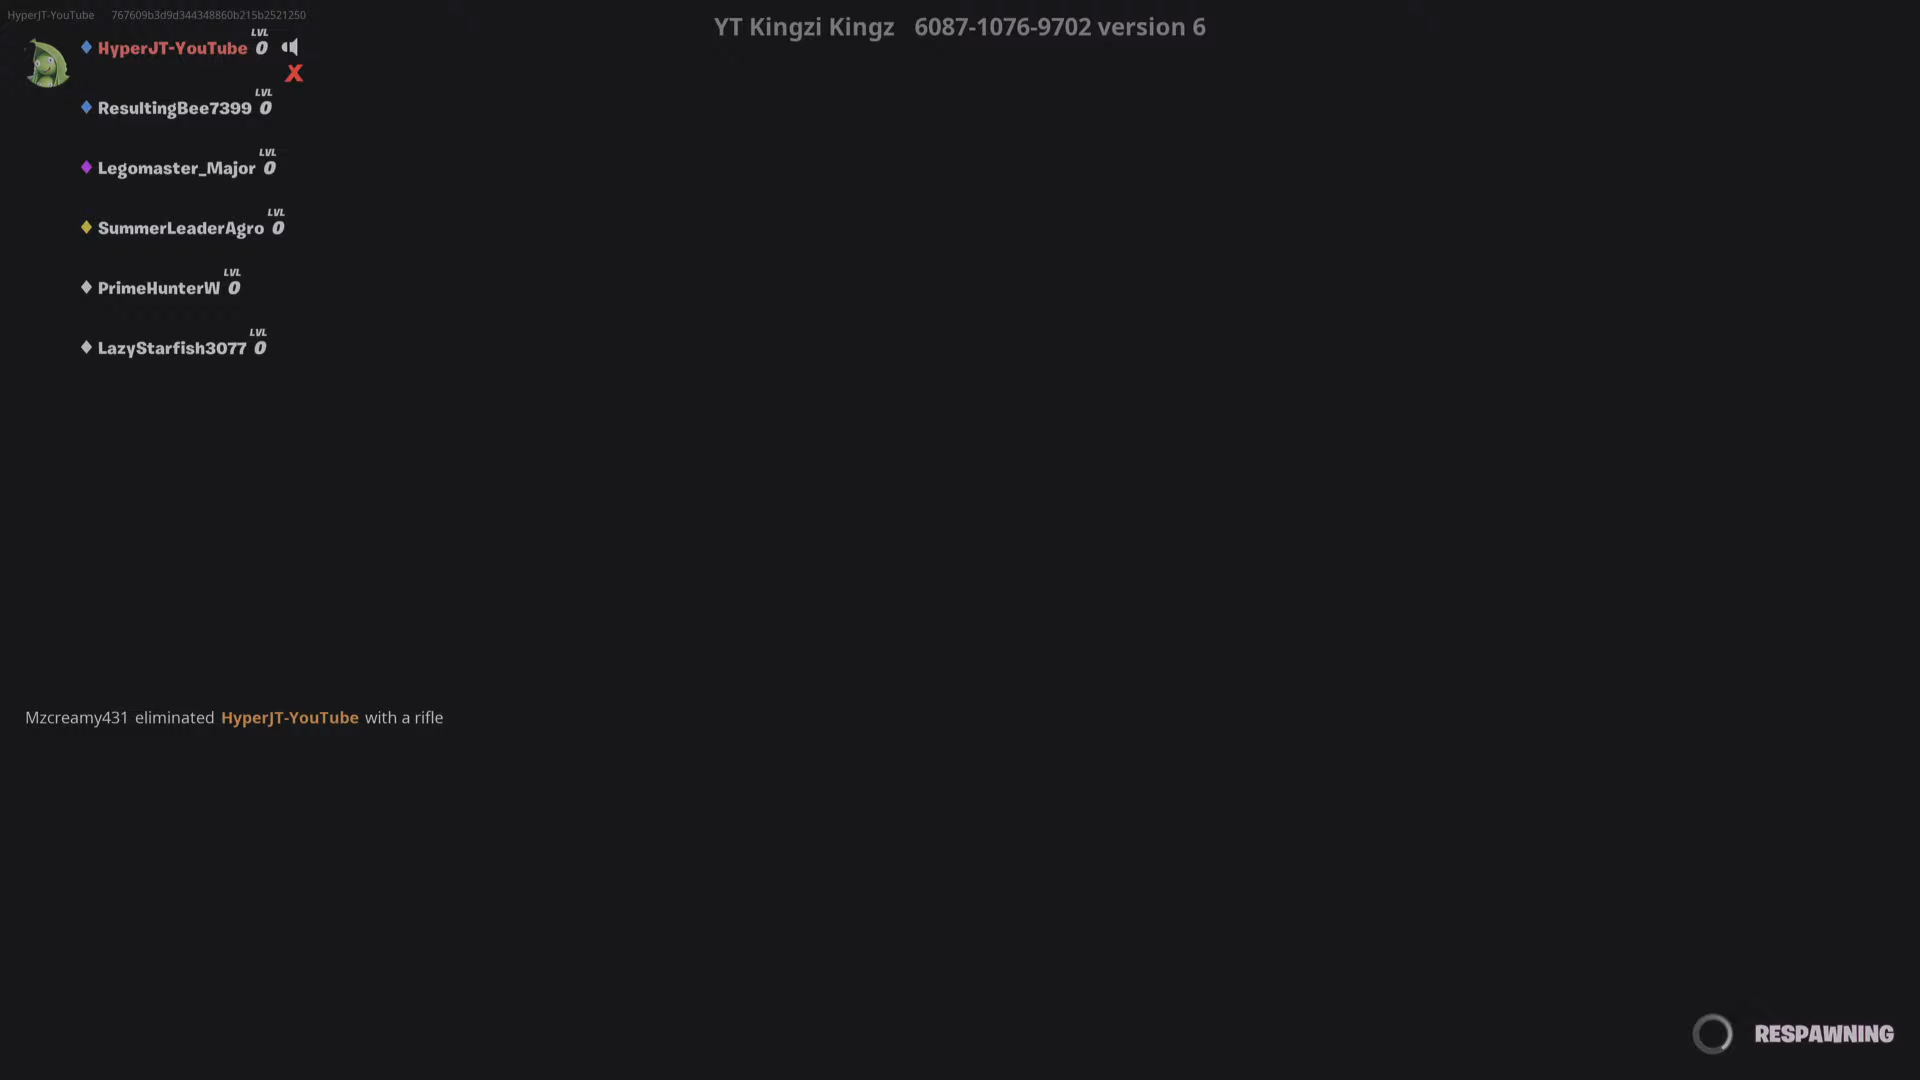 HyperJT-YouTube 767609b3d9d344348860b215b2521250
YT Kingzi Kingz 6087-1076-9702 version 6
LVL
HyperJT-YouTube 0
X
LVL
ResultingBee7399 0
LVL
Legomaster_Major 0
LVL
SummerLeaderAgro 0
LVL
PrimeHunterW 0
LVL
LazyStarfish3077 0
Mzcreamy431 eliminated HyperJT-YouTube with a rifle
RESPAWNING